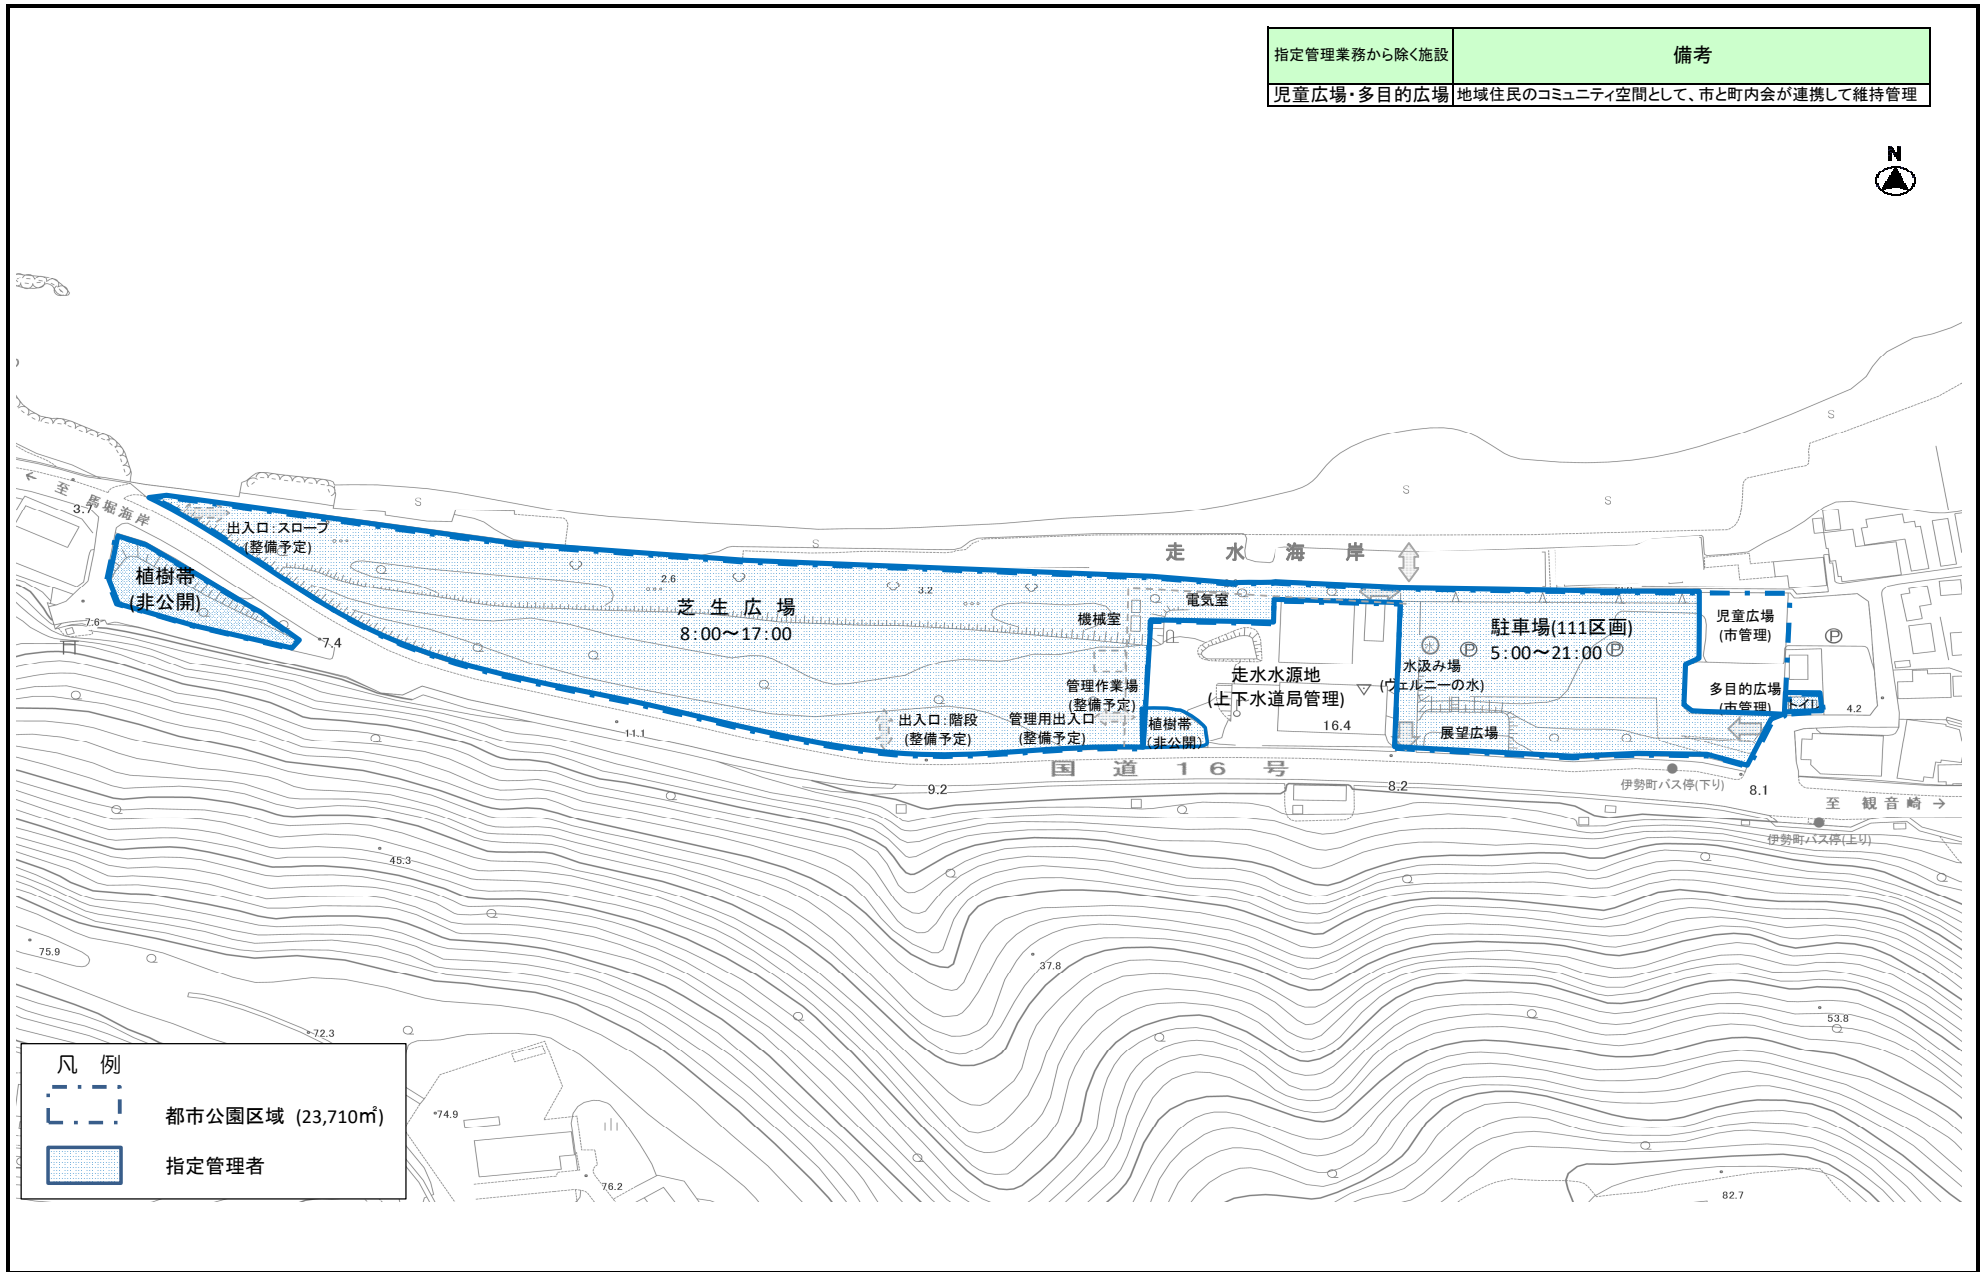 指定管理業務から除く施設 備考
児童広場・多目的広場 地域住民のコミュニティ空間として、市と町内会が連携して維持管理
N
S
S
S
S
S
← 至 馬堀海岸
3.7
出入口:スロープ
(整備予定)
植樹帯
(非公開)
7.6
7.4
2.6
3.2
芝生広場
8:00～17:00
走水海岸
電気室
機械室
管理作業場
(整備予定)
出入口:階段
(整備予定)
管理用出入口
(整備予定)
植樹帯
(非公開)
走水水源地
(上下水道局管理)
16.4
水
水汲み場
(ヴェルニーの水)
展望広場
駐車場(111区画)
5:00～21:00
P
P
児童広場
(市管理)
P
多目的広場
(市管理)
トイレ
4.2
11.1
国道16号
9.2
8.2
伊勢町バス停(下り)
8.1
至 観音崎 →
伊勢町バス停(上り)
45.3
75.9
37.8
72.3
53.8
74.9
76.2
82.7
凡例
都市公園区域 (23,710㎡)
指定管理者